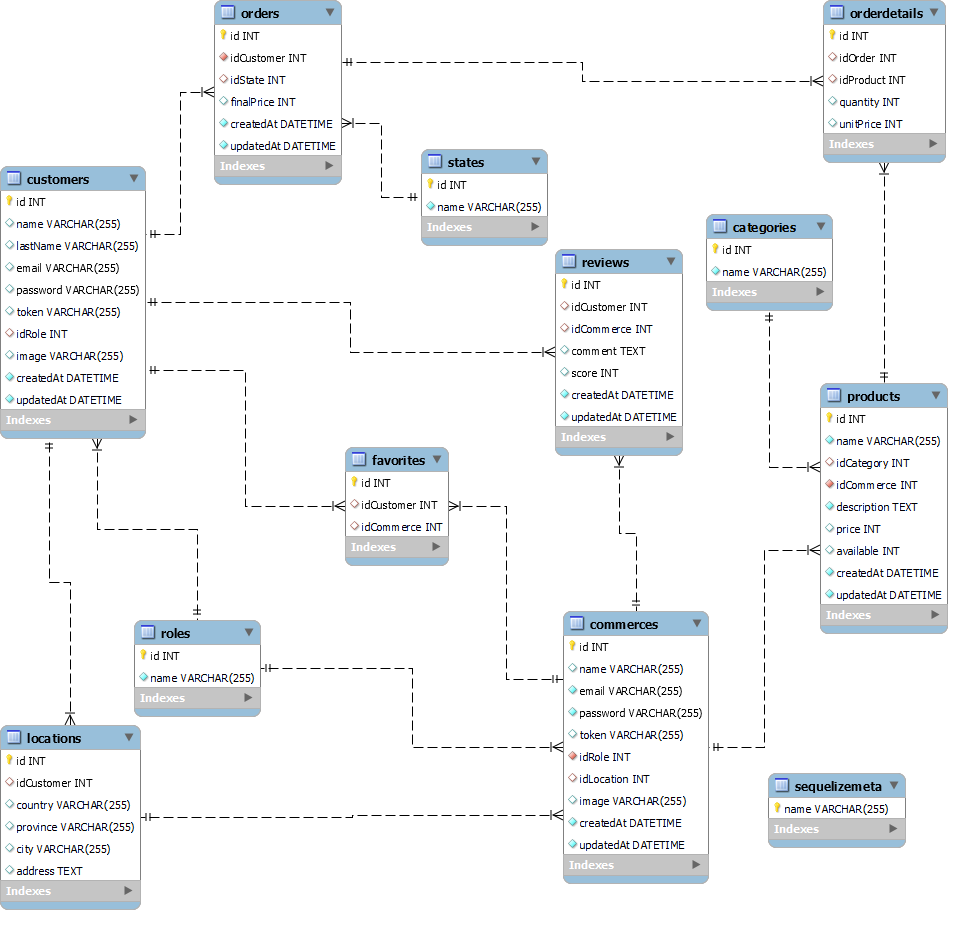 orders
id INT
idCustomer INT
idState INT
finalPrice INT
createdAt DATETIME
updatedAt DATETIME
Indexes
orderdetails
id INT
idOrder INT
idProduct INT
quantity INT
unitPrice INT
Indexes
customers
id INT
name VARCHAR(255)
lastName VARCHAR(255)
email VARCHAR(255)
password VARCHAR(255)
token VARCHAR(255)
idRole INT
image VARCHAR(255)
createdAt DATETIME
updatedAt DATETIME
Indexes
states
id INT
name VARCHAR(255)
Indexes
categories
id INT
name VARCHAR(255)
Indexes
reviews
id INT
idCustomer INT
idCommerce INT
comment TEXT
score INT
createdAt DATETIME
updatedAt DATETIME
Indexes
products
id INT
name VARCHAR(255)
idCategory INT
idCommerce INT
description TEXT
price INT
available INT
createdAt DATETIME
updatedAt DATETIME
Indexes
favorites
id INT
idCustomer INT
idCommerce INT
Indexes
roles
id INT
name VARCHAR(255)
Indexes
commerces
id INT
name VARCHAR(255)
email VARCHAR(255)
password VARCHAR(255)
token VARCHAR(255)
idRole INT
idLocation INT
image VARCHAR(255)
createdAt DATETIME
updatedAt DATETIME
Indexes
locations
id INT
idCustomer INT
country VARCHAR(255)
province VARCHAR(255)
city VARCHAR(255)
address TEXT
Indexes
sequelizemeta
name VARCHAR(255)
Indexes